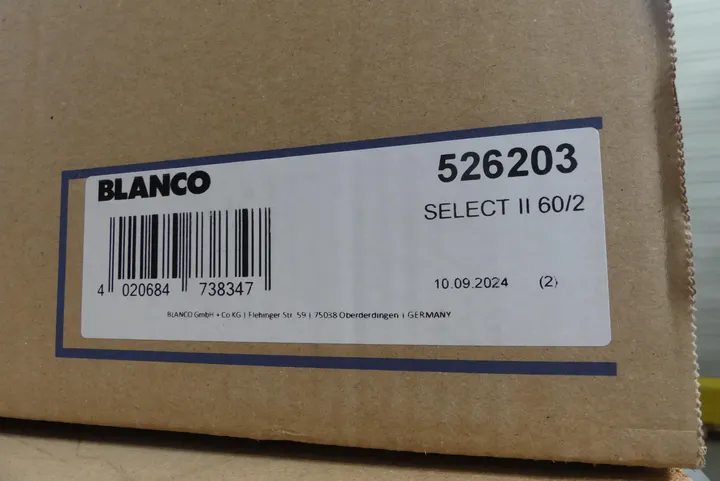 BLANCO
526203
SELECT II 60/2
4 020684 738347
10.09.2024 (2)
BLANCO GmbH + Co KG | Flehinger Str. 59 | 75038 Oberderdingen | GERMANY